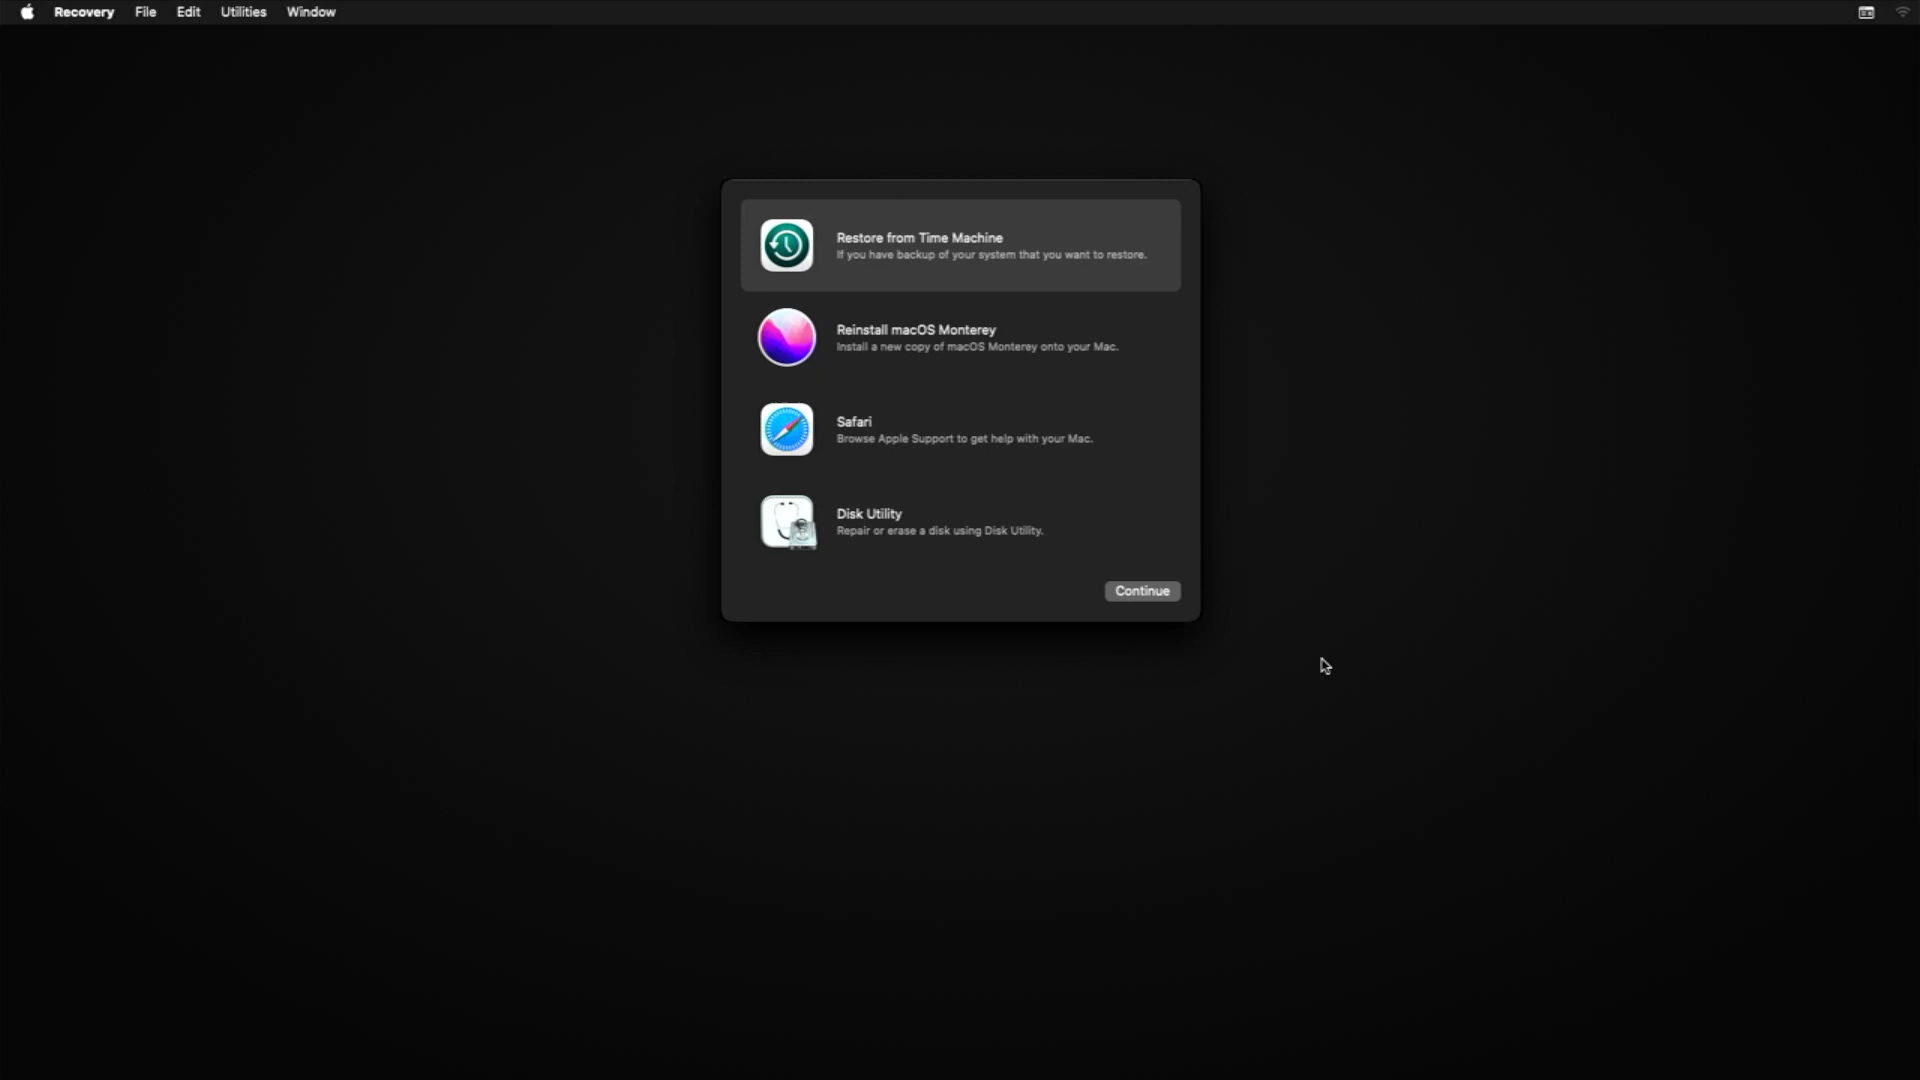 Recovery File Edit Utilities Window
Restore from Time Machine
If you have backup of your system that you want to restore.
Reinstall macOS Monterey
Install a new copy of macOS Monterey onto your Mac.
Safari
Browse Apple Support to get help with your Mac.
Disk Utility
Repair or erase a disk using Disk Utility.
Continue